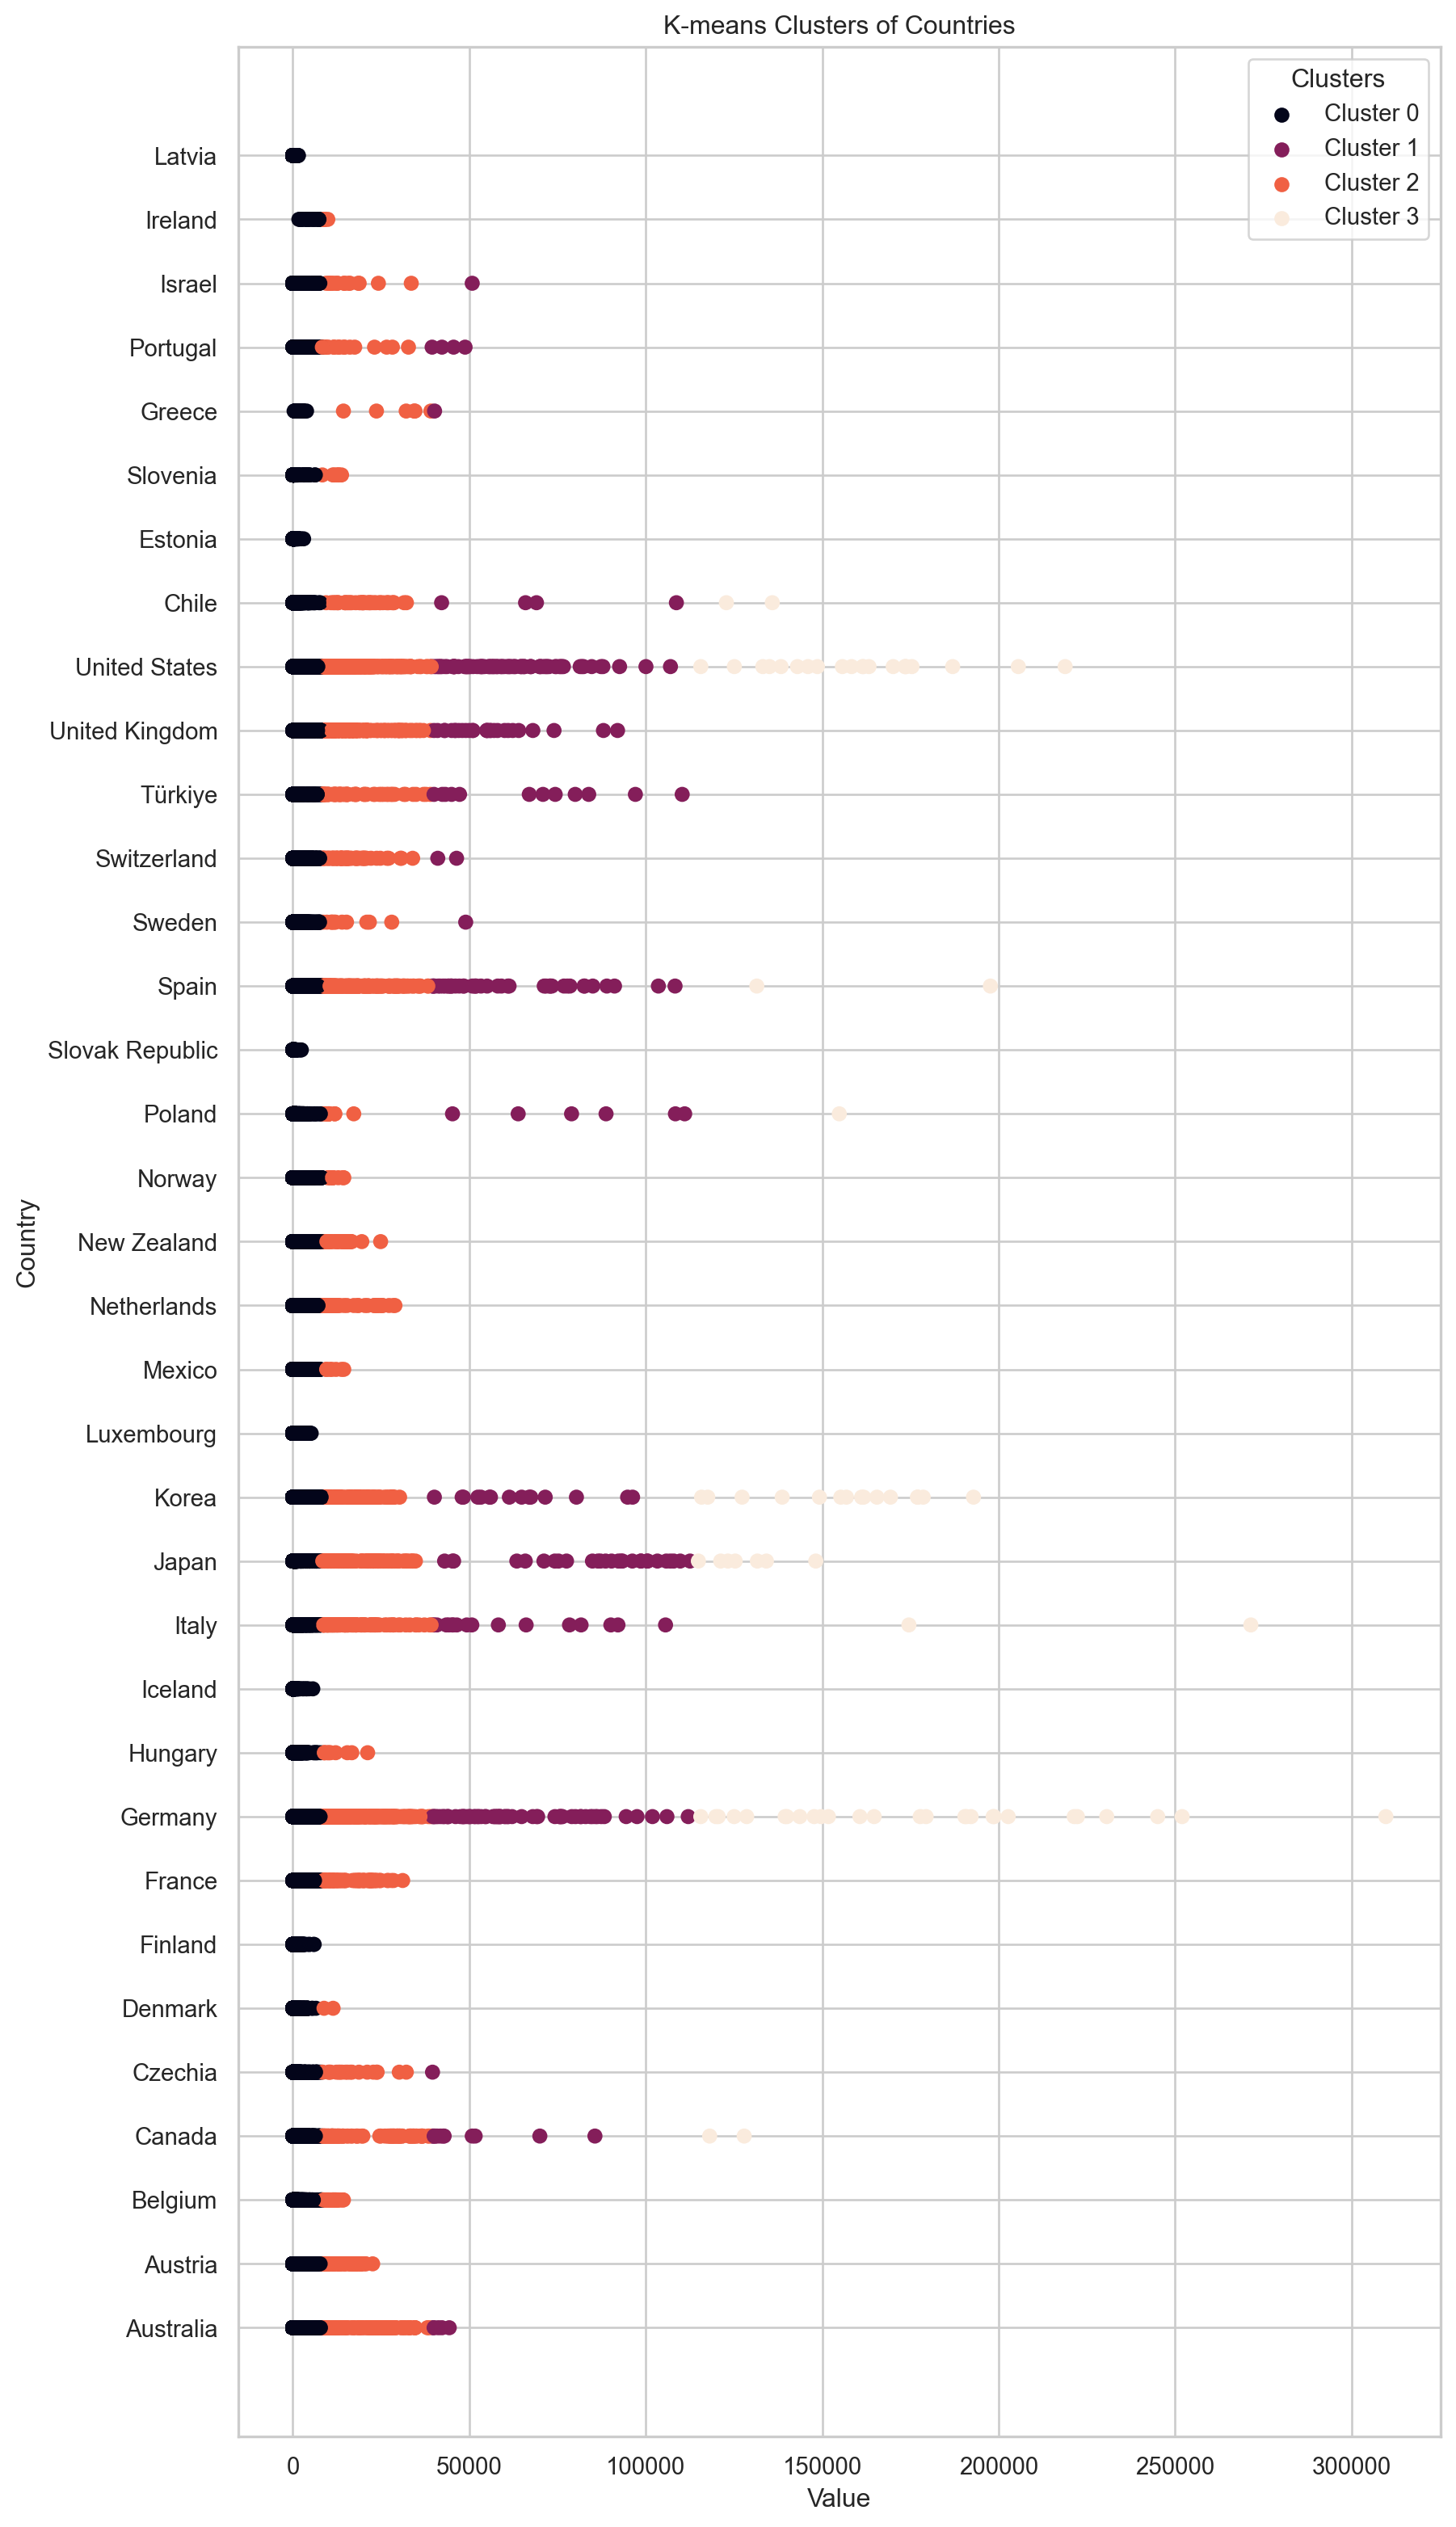 K-means Clusters of Countries
Clusters
Cluster 0
Cluster 1
Cluster 2
Cluster 3
Latvia
Ireland
Israel
Portugal
Greece
Slovenia
Estonia
Chile
United States
United Kingdom
Türkiye
Switzerland
Sweden
Spain
Slovak Republic
Poland
Norway
New Zealand
Netherlands
Mexico
Luxembourg
Korea
Japan
Italy
Iceland
Hungary
Germany
France
Finland
Denmark
Czechia
Canada
Belgium
Austria
Australia
Country
0 50000 100000 150000 200000 250000 300000
Value